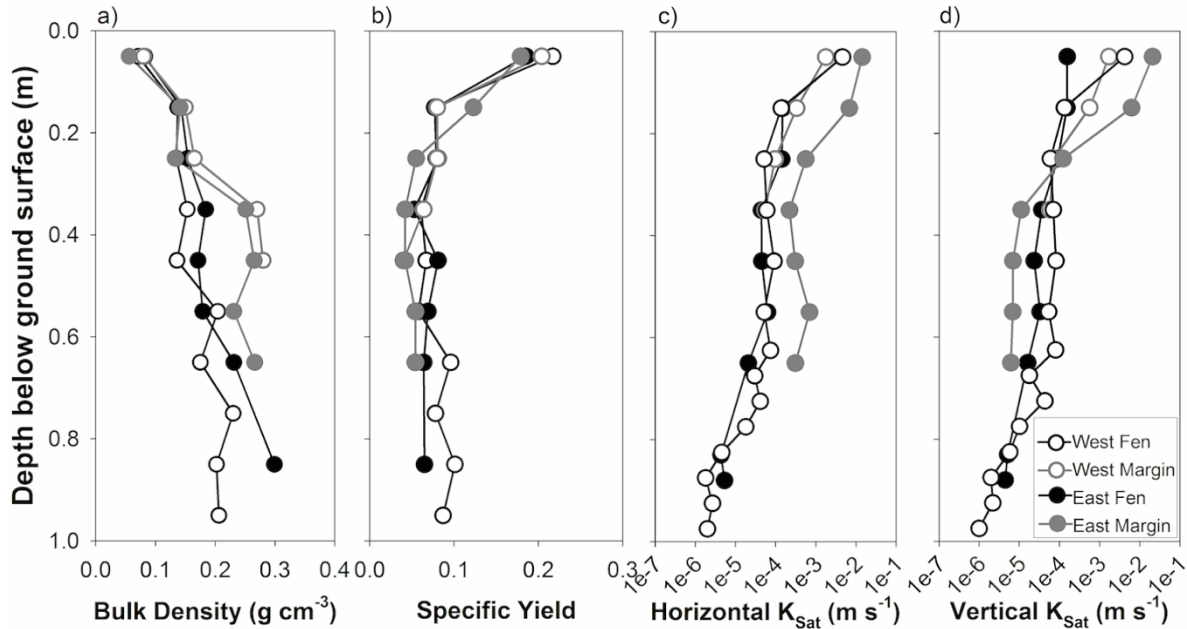 a) b) c) d)
Depth below ground surface (m)
0.0
0.2
0.4
0.6
0.8
1.0
0.0 0.1 0.2 0.3 0.4
0.0 0.1 0.2 0.3
1e-7 1e-6 1e-5 1e-4 1e-3 1e-2 1e-1
1e-7 1e-6 1e-5 1e-4 1e-3 1e-2 1e-1
West Fen
West Margin
East Fen
East Margin
Bulk Density (g cm⁻³) Specific Yield Horizontal K_Sat (m s⁻¹) Vertical K_Sat (m s⁻¹)